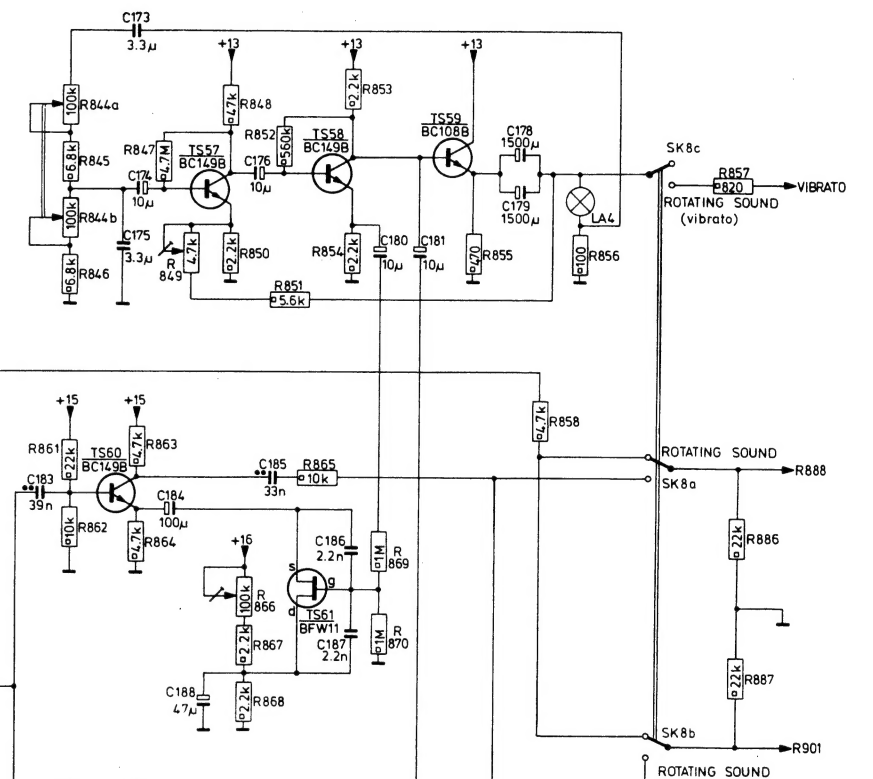 C173
3.3µ
+13
+13
+13
100k
R844a
47k
R848
2.2k
R853
R852
560k
TS58
BC149B
TS59
BC108B
C178
1500µ
SK8c
R847
4.7M
TS57
BC149B
6.8k
R845
C174
10µ
C176
10µ
R857
820
VIBRATO
ROTATING SOUND
(vibrato)
C179
1500µ
LA4
100k
R844b
C175
3.3µ
4.7k
R
849
2.2k
R850
2.2k
R854
C180
10µ
C181
10µ
470
R855
100
R856
6.8k
R846
R851
5.6k
4.7k
R858
+15
+15
R861
22k
TS60
BC149B
4.7k
R863
C185
33n
R865
10k
ROTATING SOUND
SK8a
R888
C183
39n
10k
R862
C184
100µ
4.7k
R864
+16
C186
2.2n
1M
R
869
22k
R886
s
g
d
100k
R
866
TS61
BFW11
C187
2.2n
1M
R
870
2.2k
R867
C188
47µ
2.2k
R868
22k
R887
SK8b
R901
ROTATING SOUND